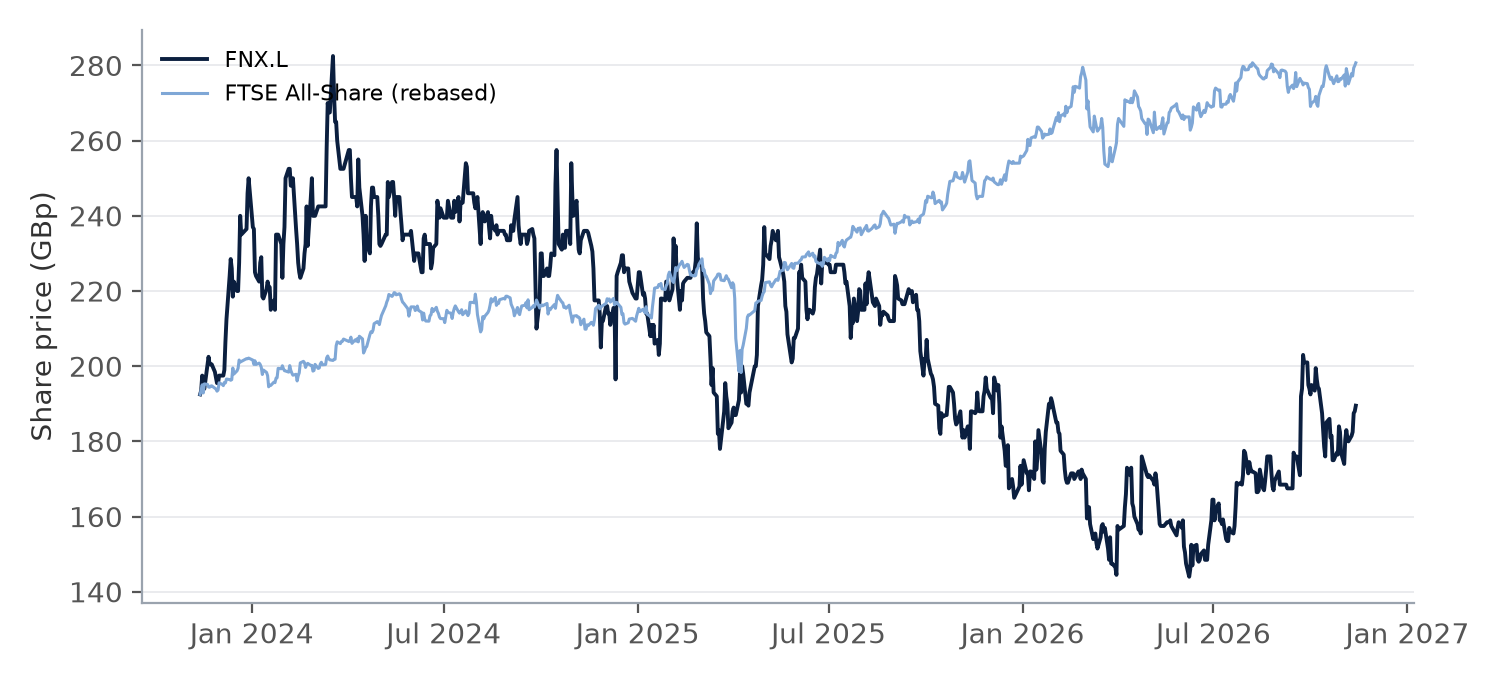 FNX.L
FTSE All-Share (rebased)
Share price (GBp)
280
260
240
220
200
180
160
140
Jan 2024
Jul 2024
Jan 2025
Jul 2025
Jan 2026
Jul 2026
Jan 2027